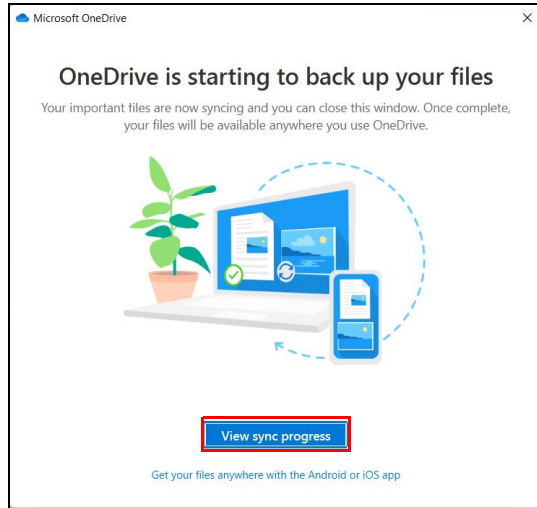 Microsoft OneDrive
OneDrive is starting to back up your files
Your important files are now syncing and you can close this window. Once complete,
your files will be available anywhere you use OneDrive.
View sync progress
Get your files anywhere with the Android or iOS app